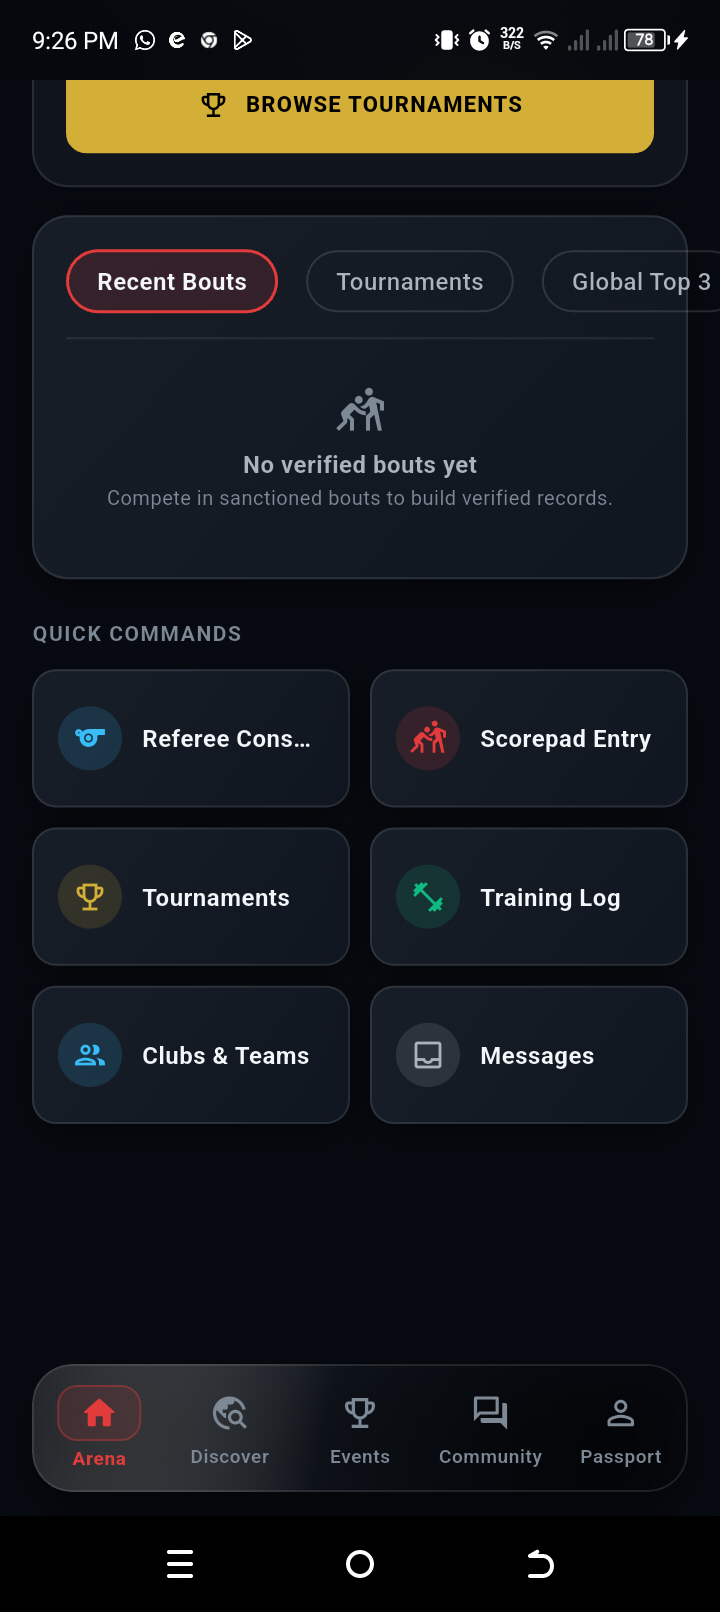 9:26 PM
322
B/S
78
BROWSE TOURNAMENTS
Recent Bouts
Tournaments
Global Top 3
No verified bouts yet
Compete in sanctioned bouts to build verified records.
QUICK COMMANDS
Referee Cons…
Scorepad Entry
Tournaments
Training Log
Clubs & Teams
Messages
Arena
Discover
Events
Community
Passport